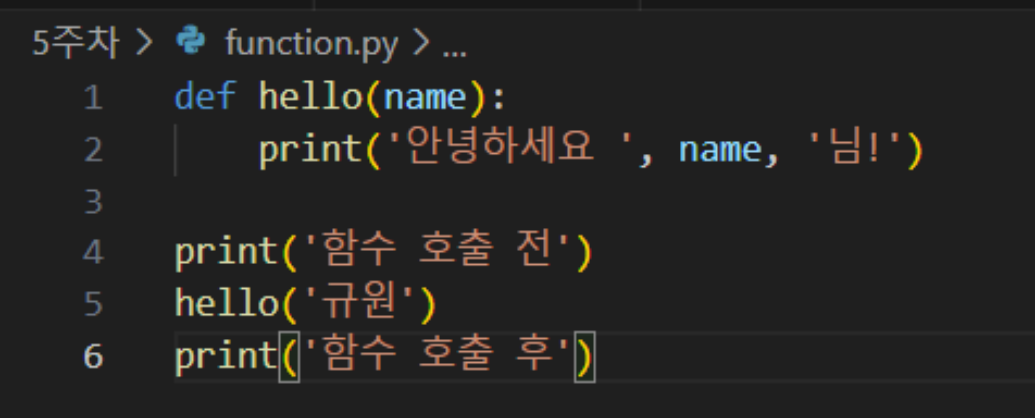 5주차 > function.py > ...
1 def hello(name):
2     print('안녕하세요 ', name, '님!')
3
4 print('함수 호출 전')
5 hello('규원')
6 print('함수 호출 후')